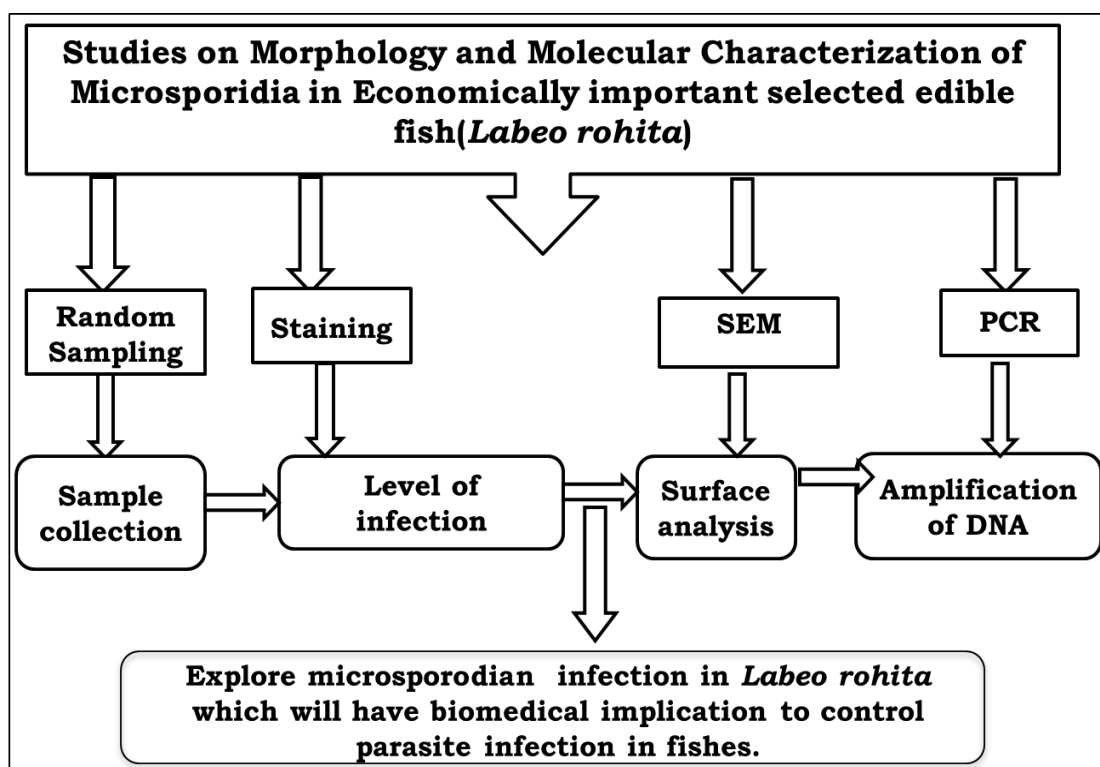 Studies on Morphology and Molecular Characterization of
Microsporidia in Economically important selected edible
fish(Labeo rohita)
Random
Sampling
Staining
SEM
PCR
Sample
collection
Level of
infection
Surface
analysis
Amplification
of DNA
Explore microsporodian infection in Labeo rohita
which will have biomedical implication to control
parasite infection in fishes.